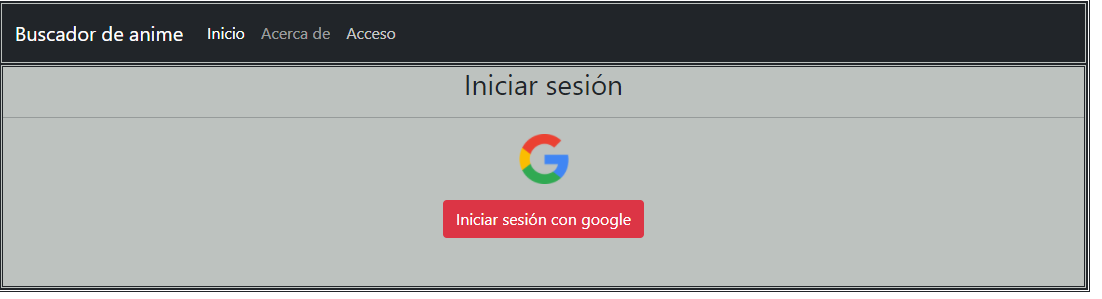 Buscador de anime Inicio Acerca de Acceso
Iniciar sesión
Iniciar sesión con google